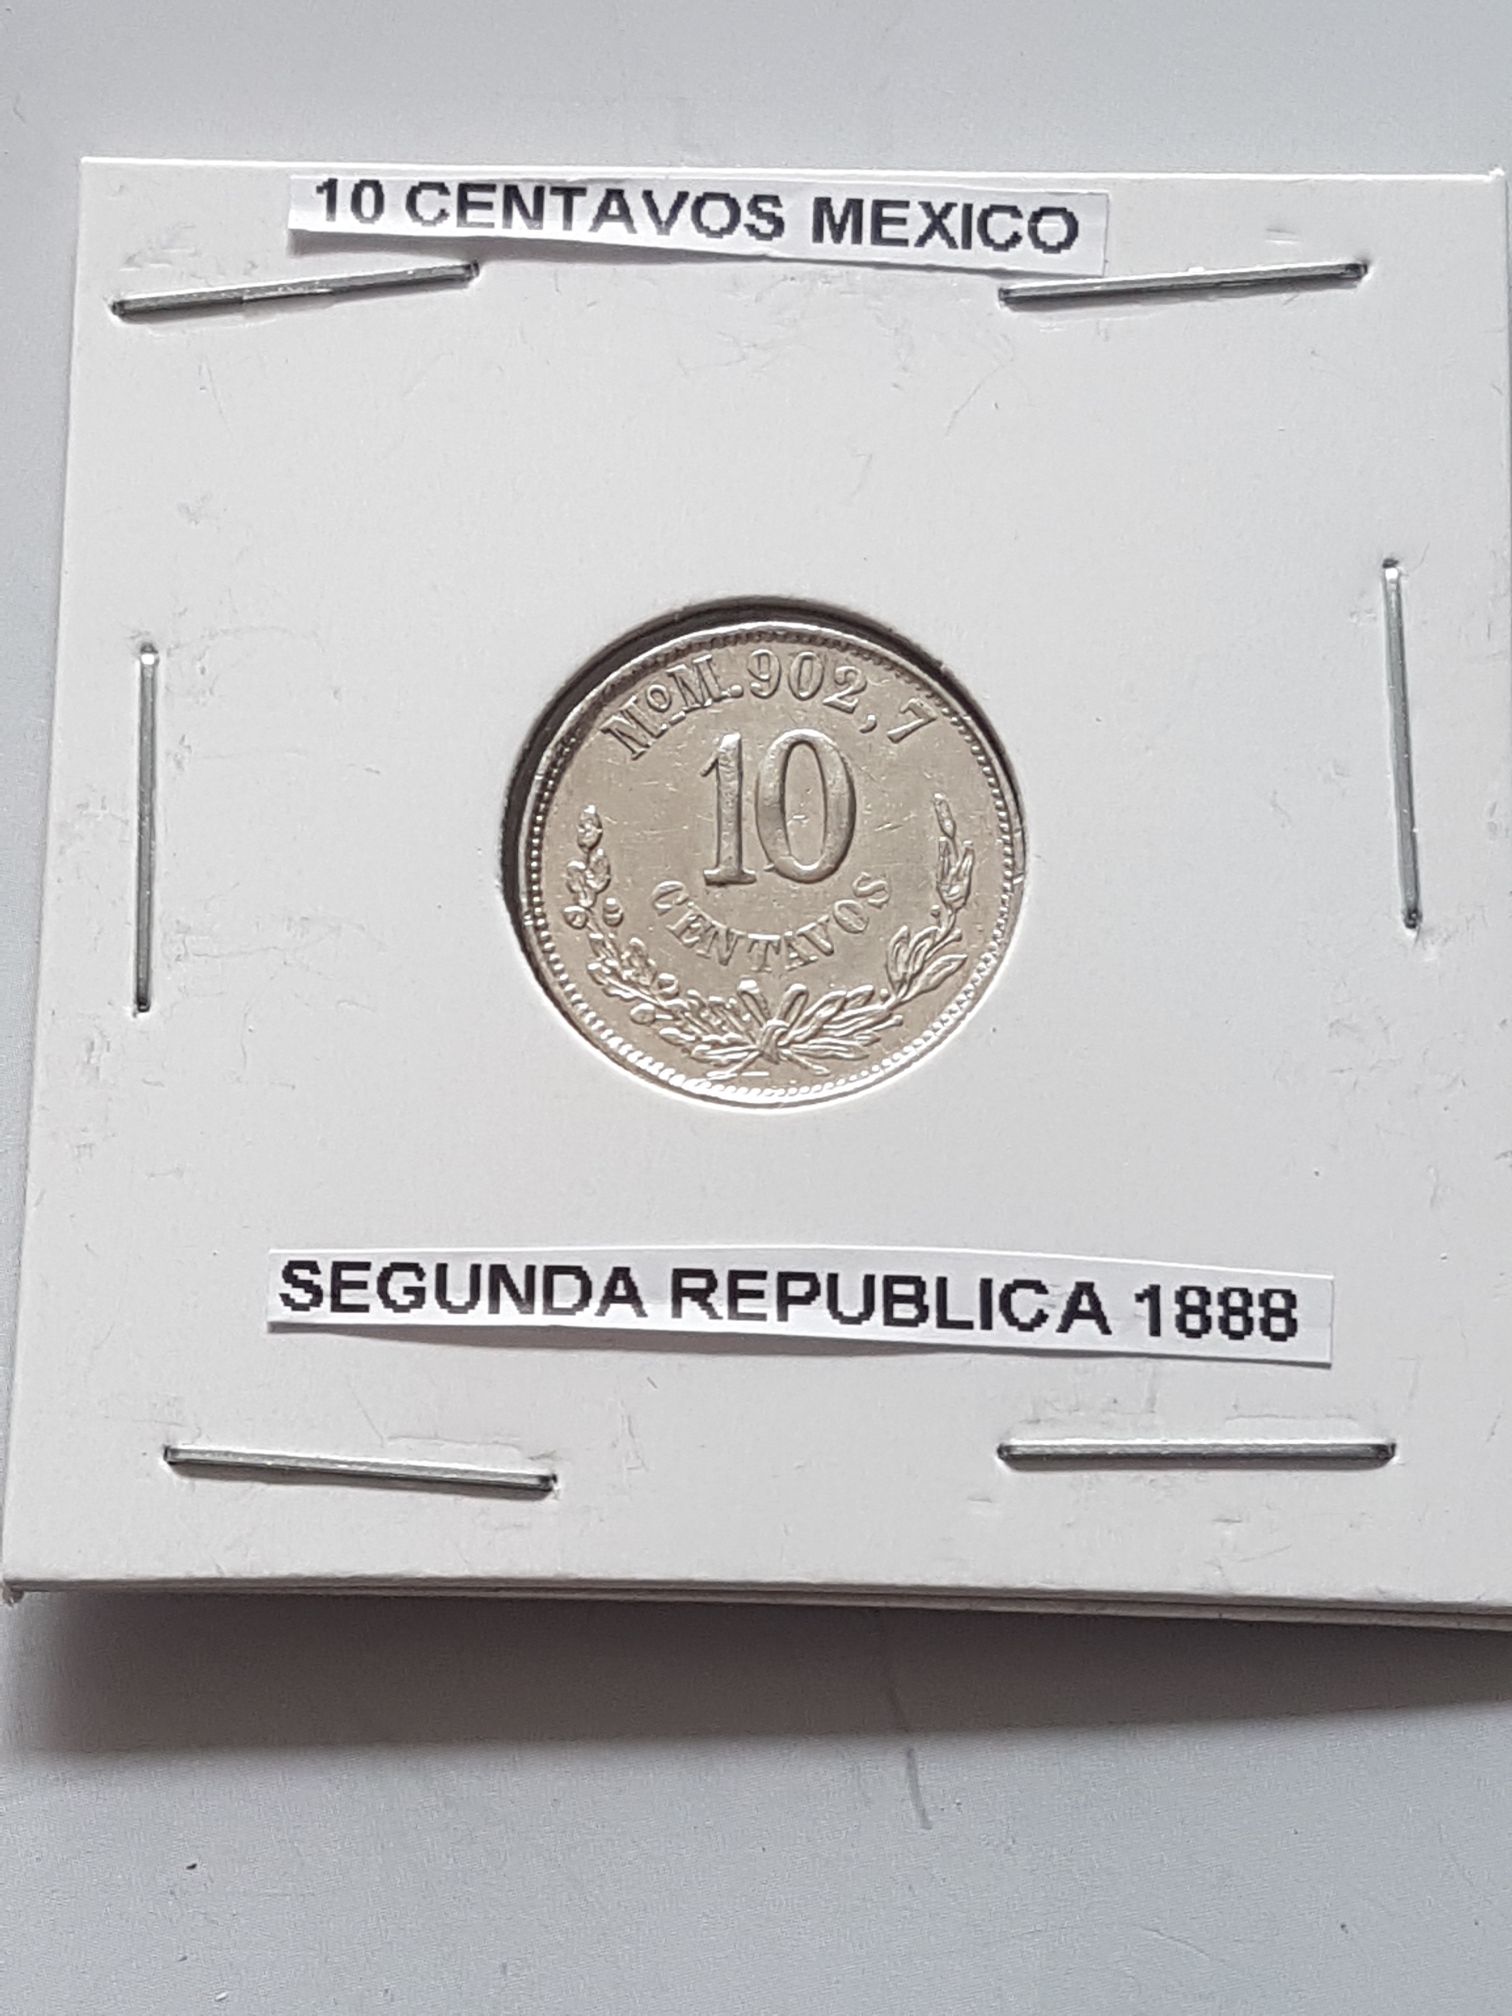 10 CENTAVOS MEXICO
MoM.902,7
10
CENTAVOS
SEGUNDA REPUBLICA 1888